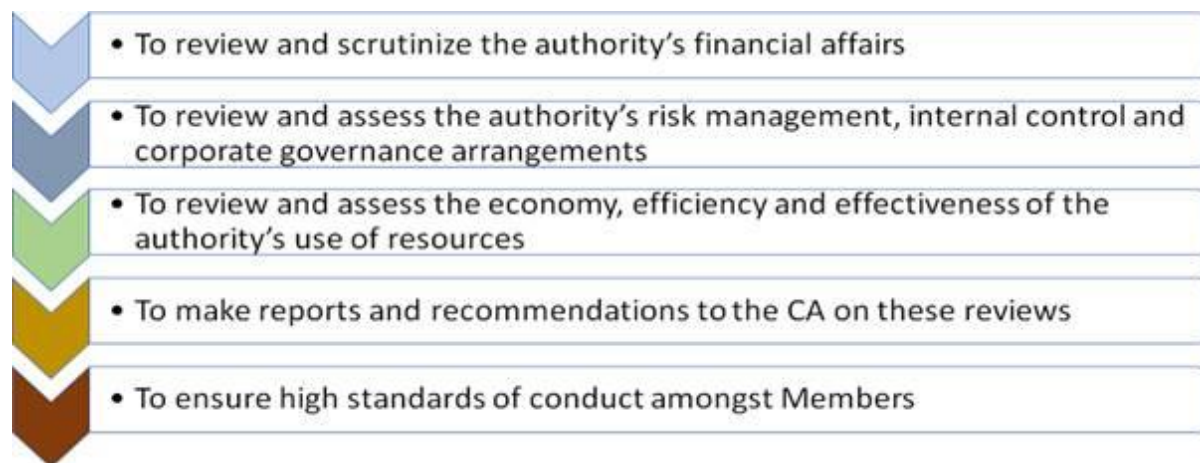 • To review and scrutinize the authority's financial affairs
• To review and assess the authority's risk management, internal control and
corporate governance arrangements
• To review and assess the economy, efficiency and effectiveness of the
authority's use of resources
• To make reports and recommendations to the CA on these reviews
• To ensure high standards of conduct amongst Members